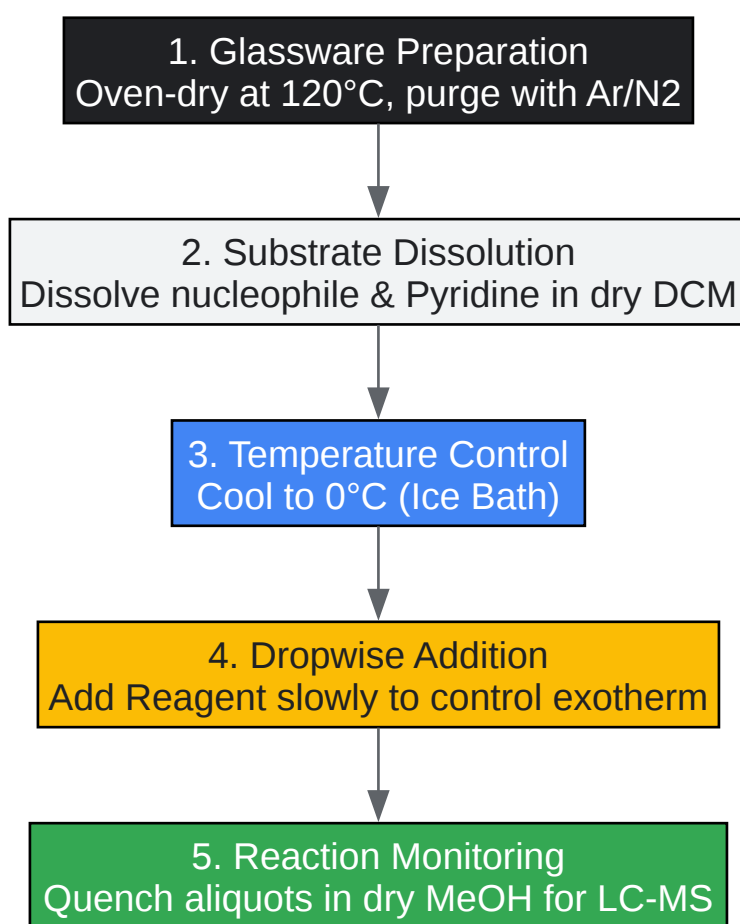 1. Glassware Preparation
Oven-dry at 120°C, purge with Ar/N2
2. Substrate Dissolution
Dissolve nucleophile & Pyridine in dry DCM
3. Temperature Control
Cool to 0°C (Ice Bath)
4. Dropwise Addition
Add Reagent slowly to control exotherm
5. Reaction Monitoring
Quench aliquots in dry MeOH for LC-MS